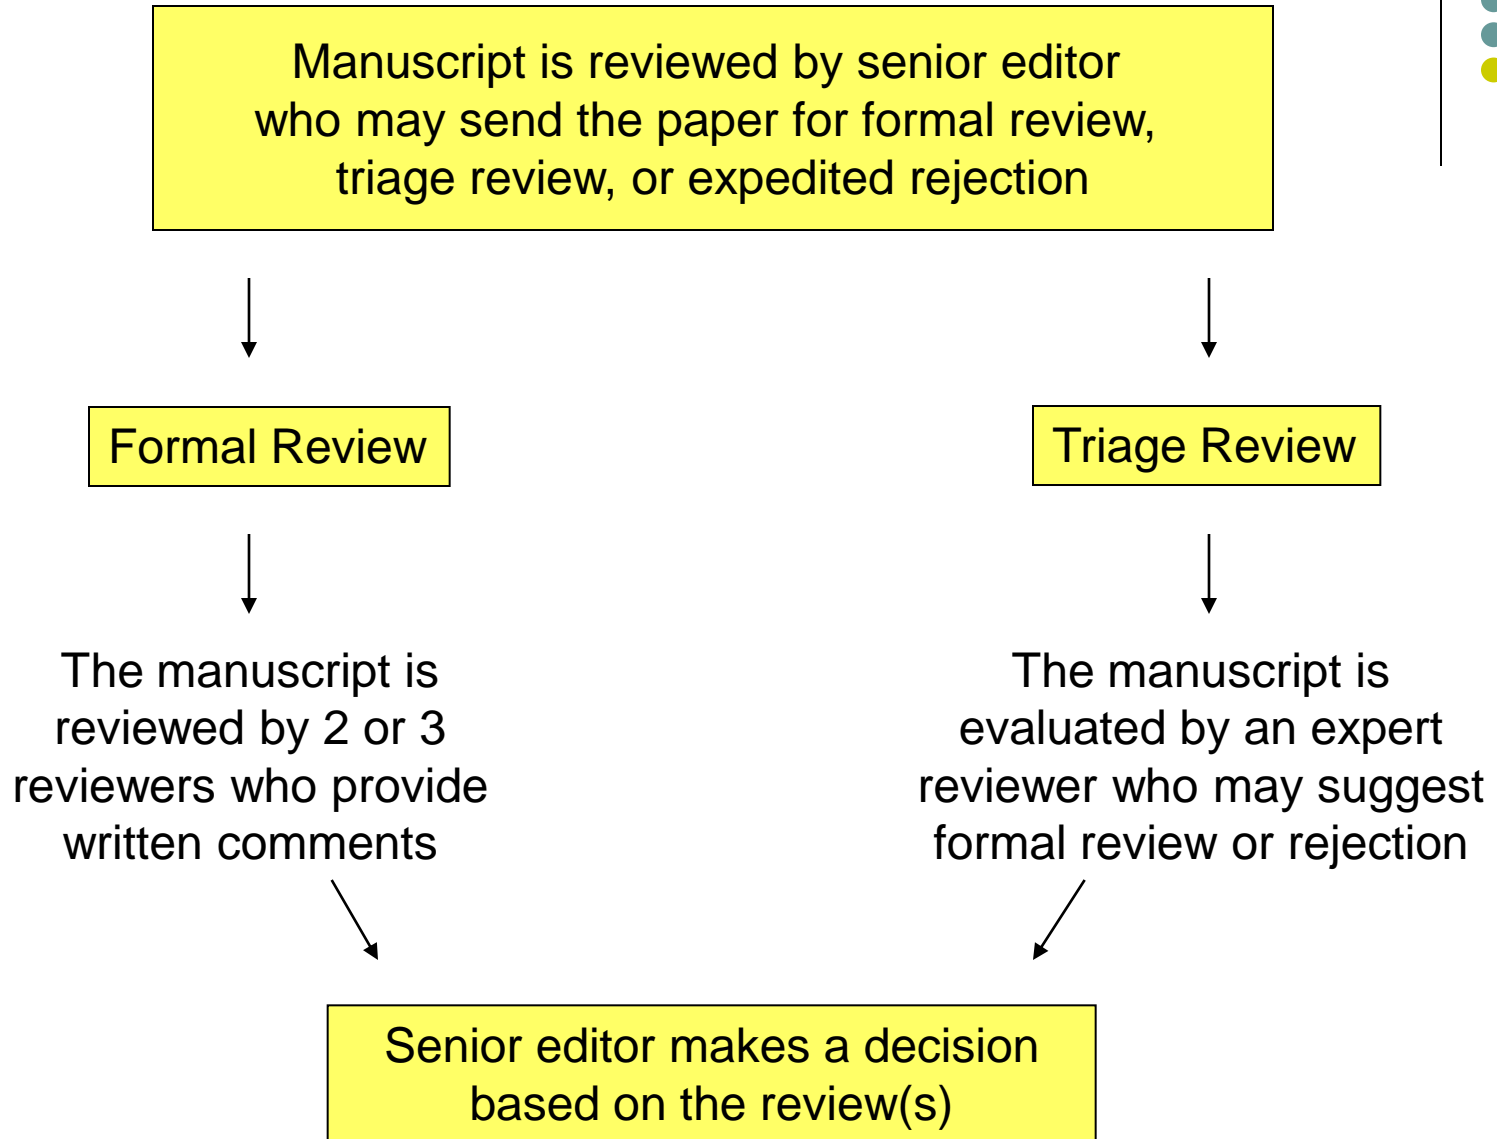 Manuscript is reviewed by senior editor
who may send the paper for formal review,
triage review, or expedited rejection
Formal Review
Triage Review
The manuscript is
reviewed by 2 or 3
reviewers who provide
written comments
The manuscript is
evaluated by an expert
reviewer who may suggest
formal review or rejection
Senior editor makes a decision
based on the review(s)